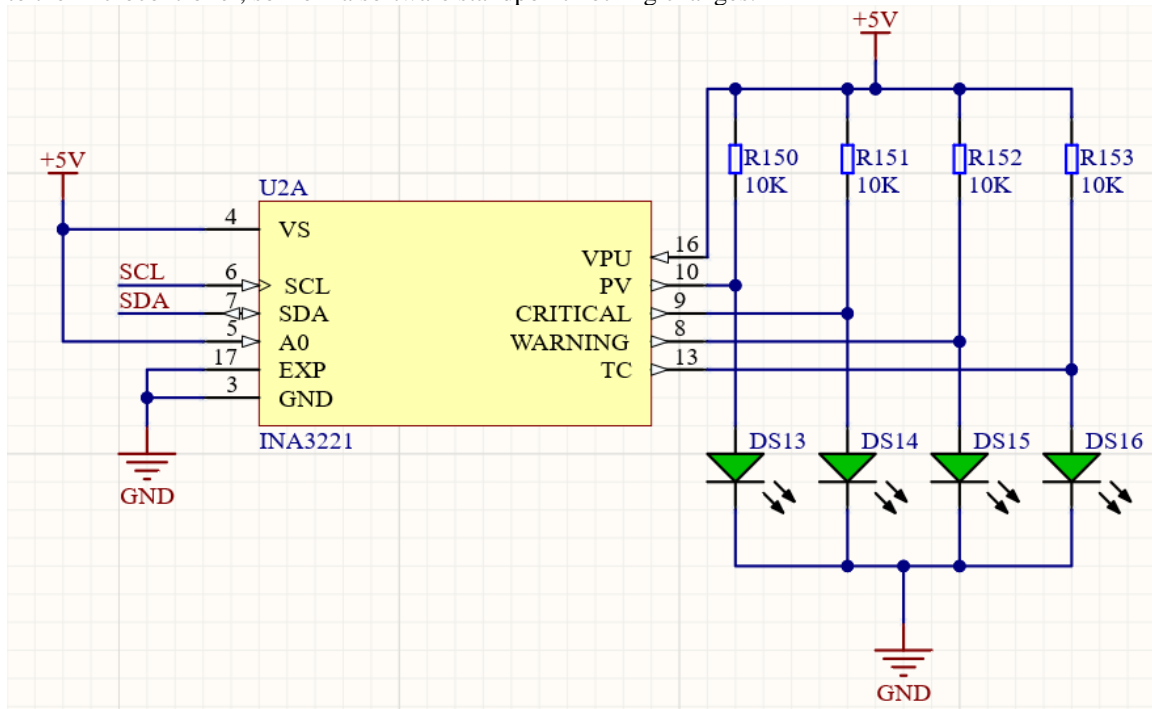 +5V
+5V
U2A
R150
R151
R152
R153
10K
10K
10K
10K
4
VS
VPU
16
SCL
6
SCL
PV
10
SDA
7
SDA
CRITICAL
9
5
A0
WARNING
8
17
EXP
TC
13
3
GND
INA3221
DS13
DS14
DS15
DS16
GND
GND